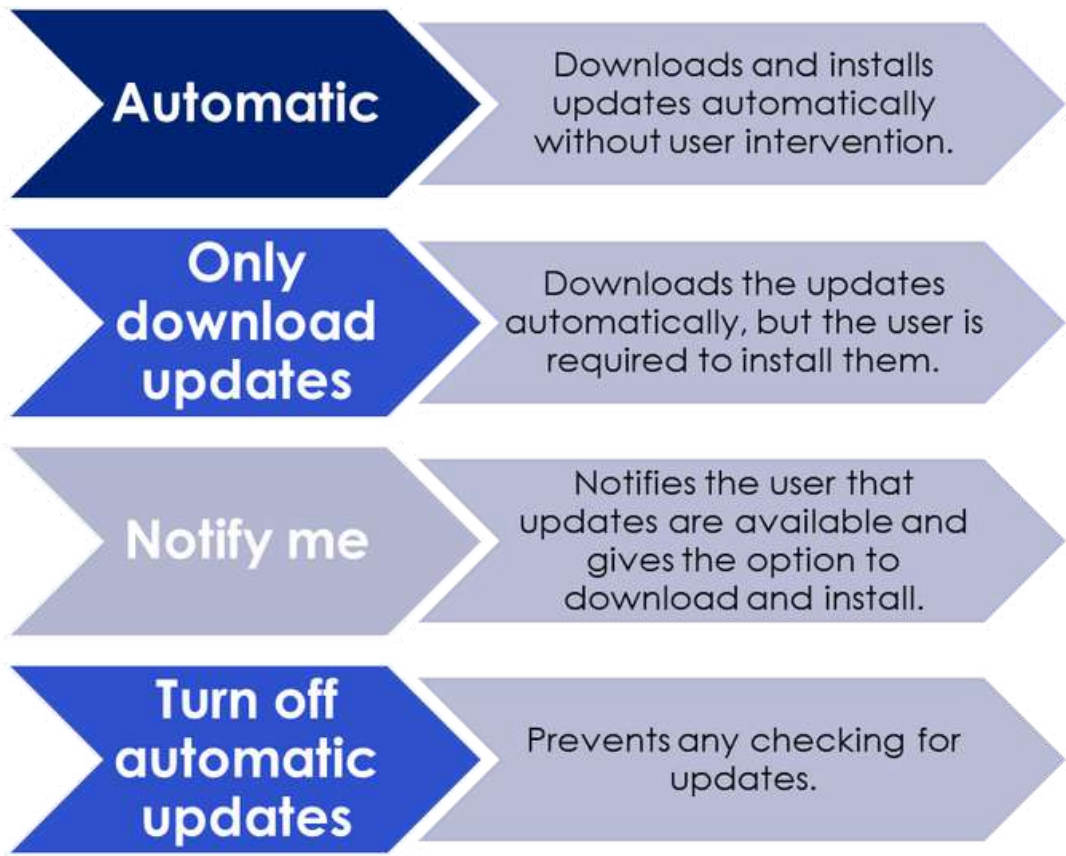 Automatic
Downloads and installs
updates automatically
without user intervention.
Only
download
updates
Downloads the updates
automatically, but the user is
required to install them.
Notify me
Notifies the user that
updates are available and
gives the option to
download and install.
Turn off
automatic
updates
Prevents any checking for
updates.